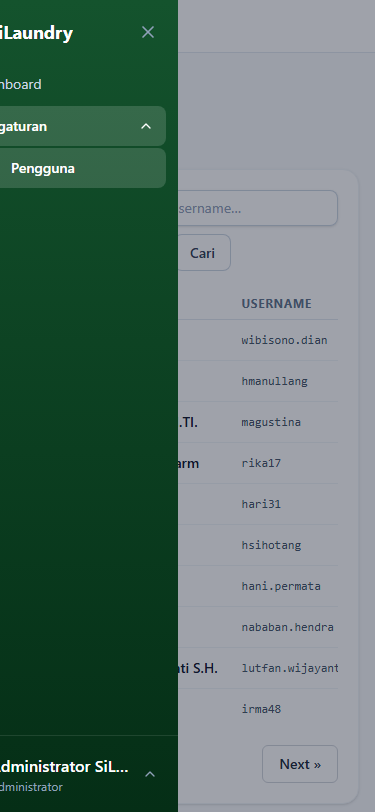 iLaundry
hboard
gaturan
Pengguna
sername...
Cari
USERNAME
wibisono.dian
hmanullang
.TI. magustina
arm rika17
hari31
hsihotang
hani.permata
nababan.hendra
ti S.H. lutfan.wijayant
irma48
Next »
dministrator SiL...
dministrator